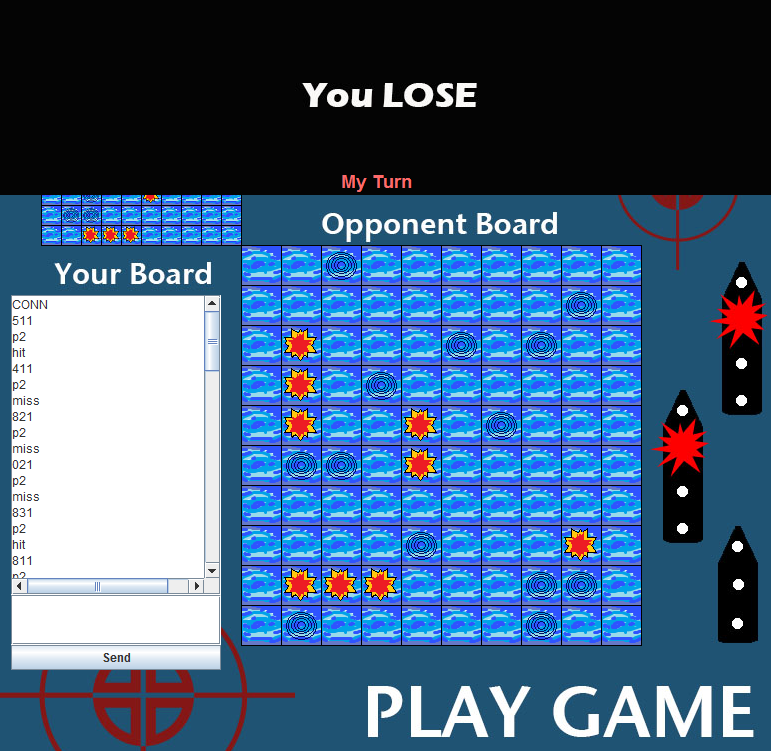 You LOSE
My Turn
Opponent Board
Your Board
CONN
511
p2
hit
411
p2
miss
821
p2
miss
021
p2
miss
831
p2
hit
811
p2
Send
PLAY GAME